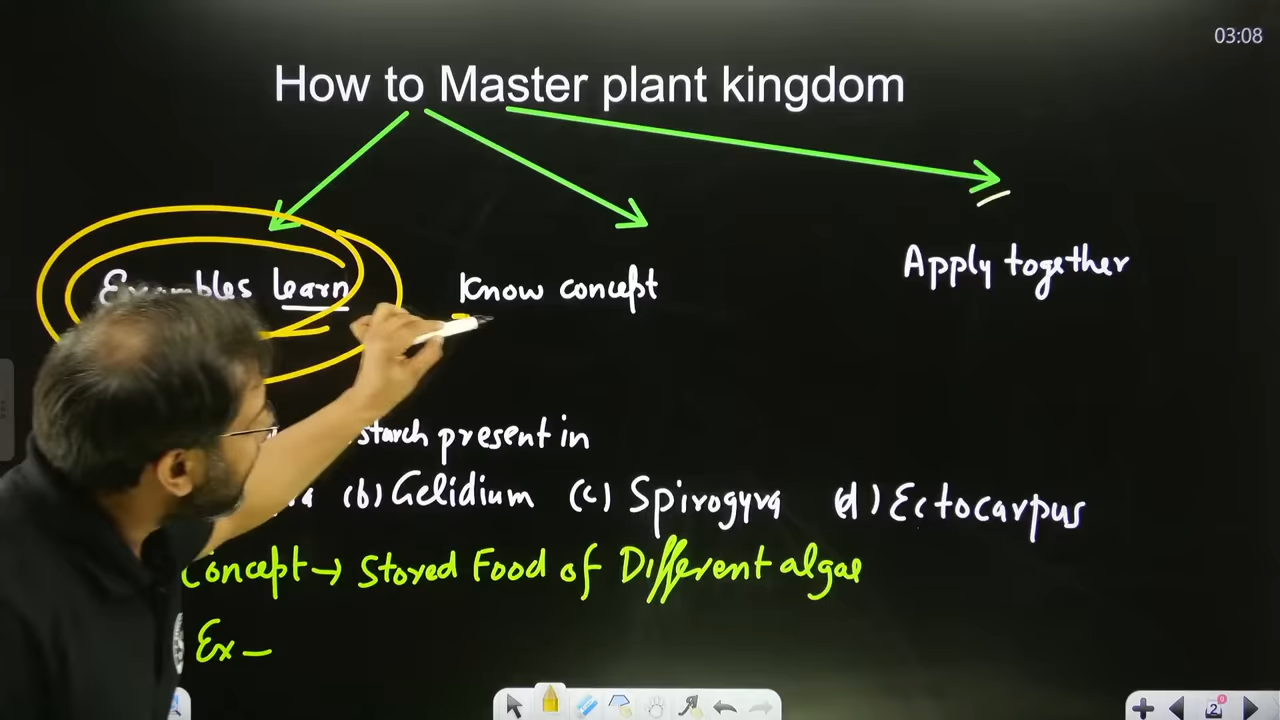 03:08
How to Master plant kingdom
Examples learn
Know concept
Apply together
starch present in
(b) Gelidium (c) Spirogyra (d) Ectocarpus
Concept → Stored Food of Different algae
Ex –
2